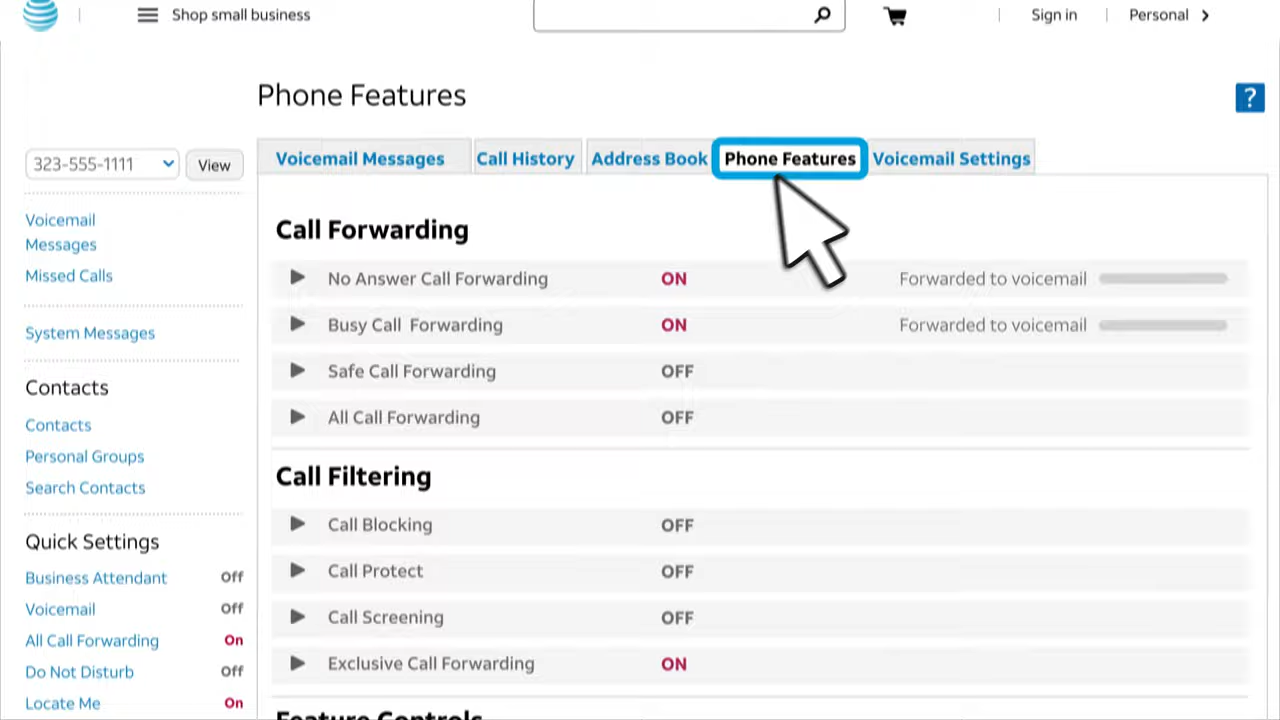 Shop small business
Sign in
Personal
Phone Features
?
323-555-1111
View
Voicemail Messages
Call History
Address Book
Phone Features
Voicemail Settings
Voicemail
Messages
Missed Calls
System Messages
Contacts
Contacts
Personal Groups
Search Contacts
Quick Settings
Business Attendant Off
Voicemail Off
All Call Forwarding On
Do Not Disturb Off
Locate Me On
Call Forwarding
No Answer Call Forwarding ON Forwarded to voicemail
Busy Call Forwarding ON Forwarded to voicemail
Safe Call Forwarding OFF
All Call Forwarding OFF
Call Filtering
Call Blocking OFF
Call Protect OFF
Call Screening OFF
Exclusive Call Forwarding ON
Feature Controls